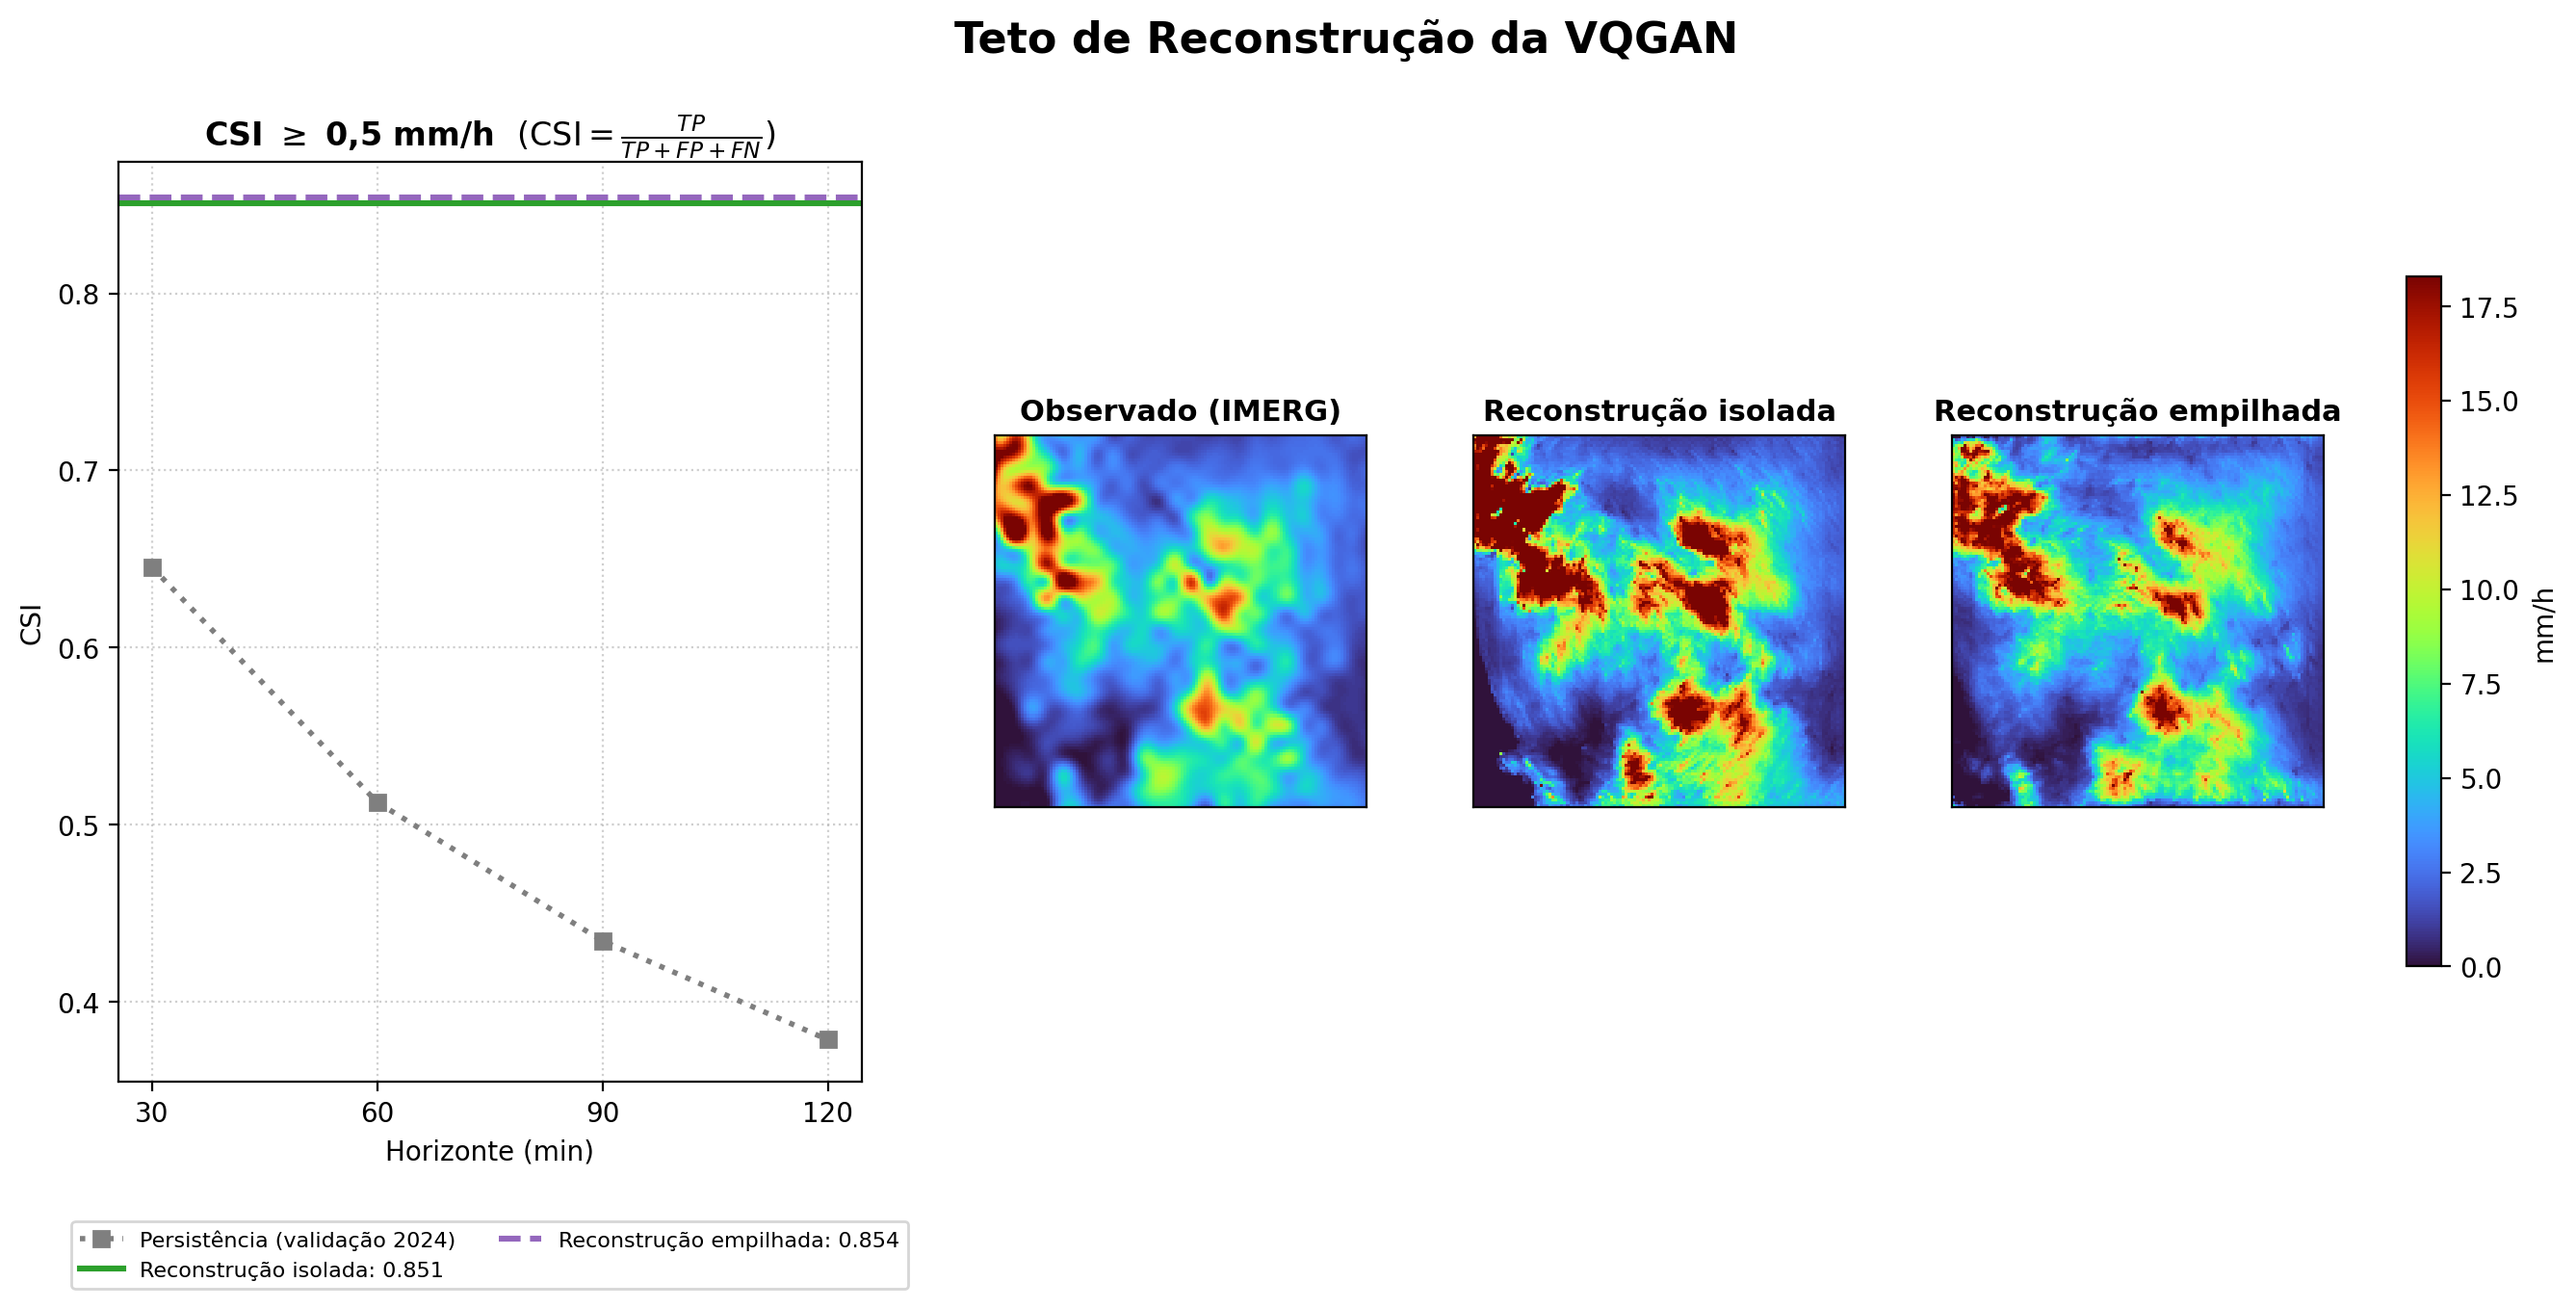 Teto de Reconstrução da VQGAN
CSI ≥ 0,5 mm/h (CSI = TP / (TP + FP + FN))
0.8
0.7
0.6
0.5
0.4
CSI
30 60 90 120
Horizonte (min)
Persistência (validação 2024)
Reconstrução isolada: 0.851
Reconstrução empilhada: 0.854
Observado (IMERG)
Reconstrução isolada
Reconstrução empilhada
17.5
15.0
12.5
10.0
7.5
5.0
2.5
0.0
mm/h